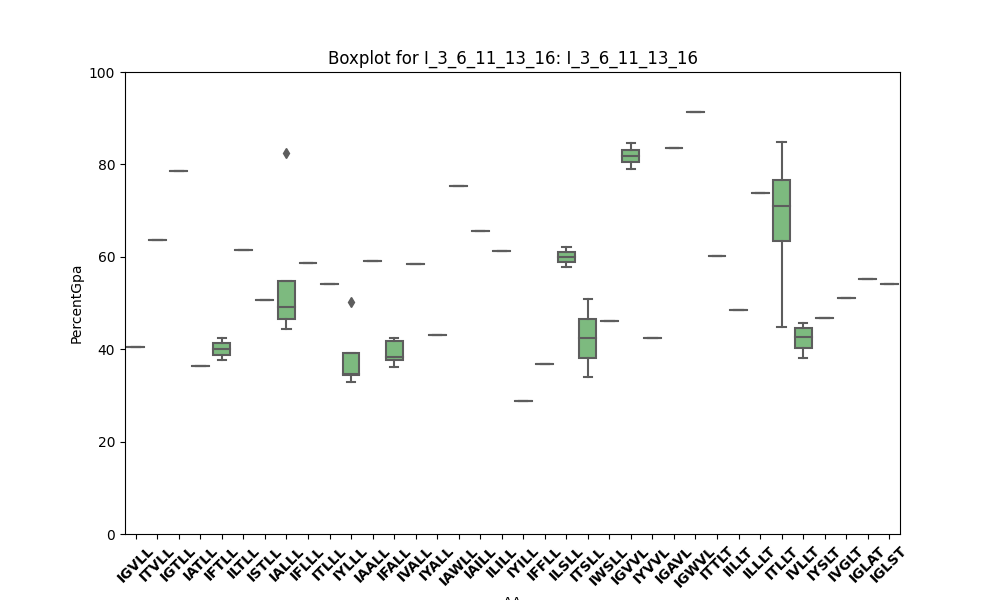 Boxplot for I_3_6_11_13_16: I_3_6_11_13_16
PercentGpa
100
80
60
40
20
0
IGVLL
ITVLL
IGTLL
IATLL
IFTLL
ILTLL
ISTLL
IALLL
IFLLL
ITLLL
IYLLL
IAALL
IFALL
IVALL
IYALL
IAWLL
IAILL
ILILL
IYILL
IFFLL
ILSLL
ITSLL
IWSLL
IGVVL
IYVVL
IGAVL
IGWVL
ITTLT
IILLT
ILLLT
ITLLT
IVLLT
IYSLT
IVGLT
IGLAT
IGLST
AA